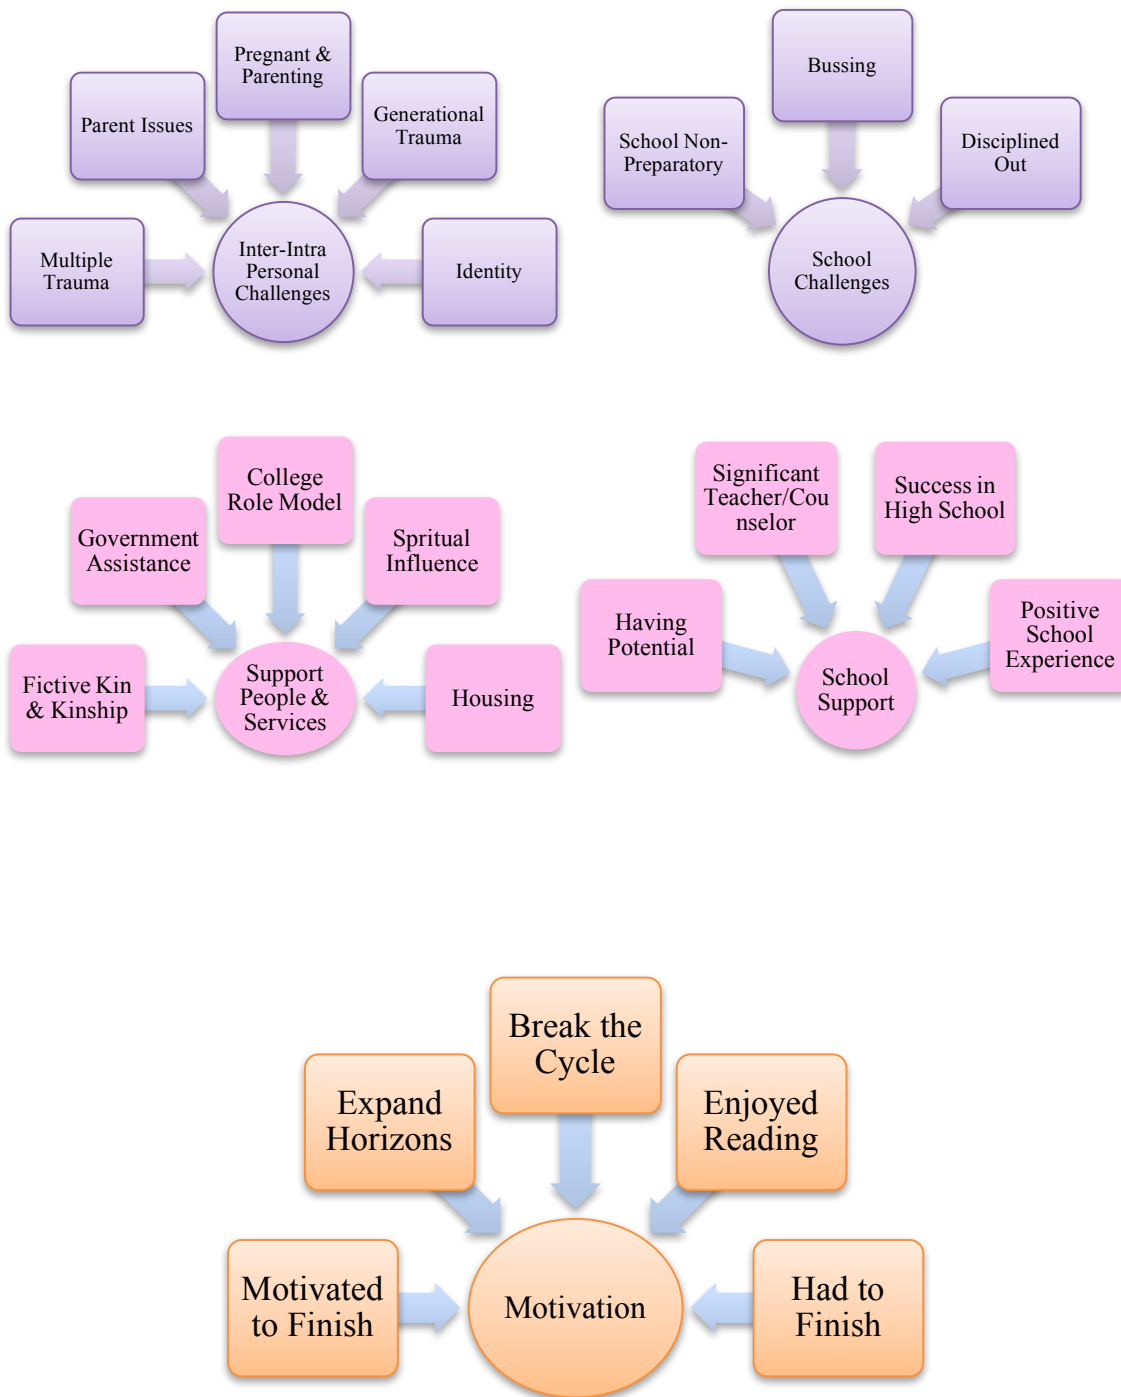 Pregnant &
Parenting
Parent Issues
Generational
Trauma
Multiple
Trauma
Inter-Intra
Personal
Challenges
Identity
Bussing
School Non-
Preparatory
Disciplined
Out
School
Challenges
College
Role Model
Government
Assistance
Spritual
Influence
Fictive Kin
& Kinship
Support
People &
Services
Housing
Significant
Teacher/Cou
nselor
Success in
High School
Having
Potential
Positive
School
Experience
School
Support
Break the
Cycle
Expand
Horizons
Enjoyed
Reading
Motivated
to Finish
Motivation
Had to
Finish